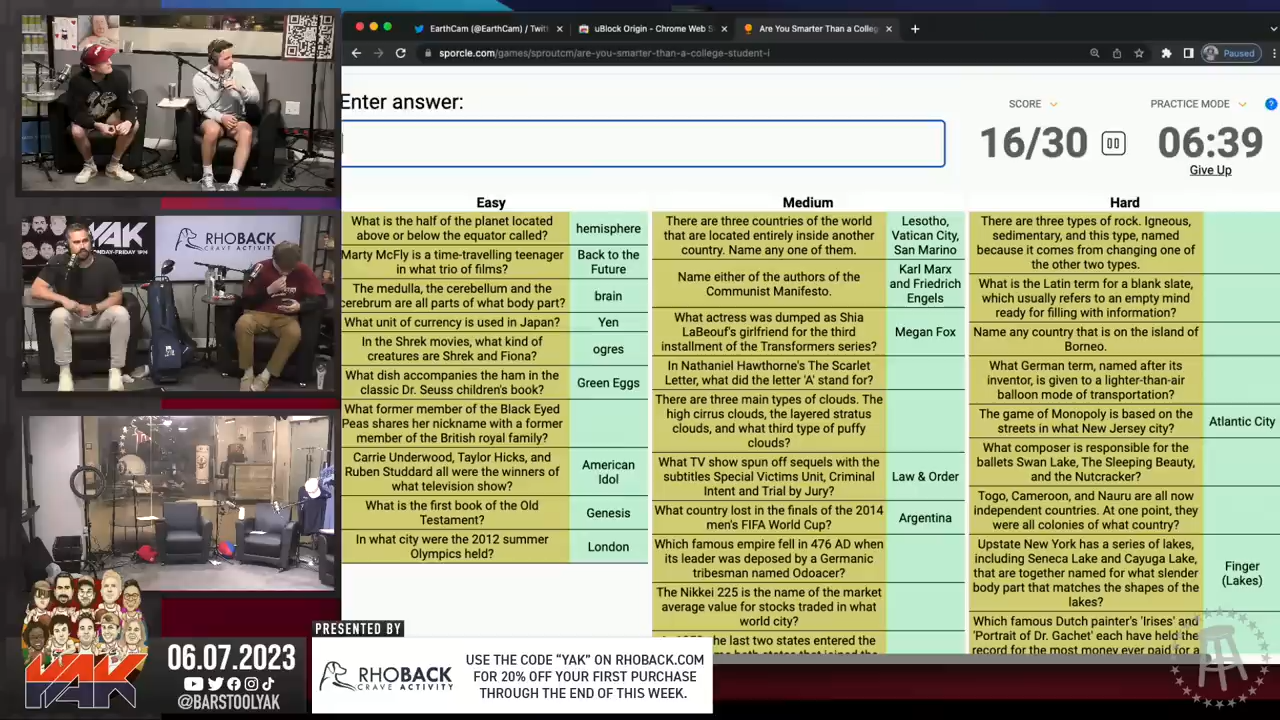 EarthCam (@EarthCam) / Twitt
uBlock Origin - Chrome Web S
Are You Smarter Than a Colleg
sporcle.com/games/sproutcm/are-you-smarter-than-a-college-student-i
Paused
Enter answer:
SCORE
PRACTICE MODE
16/30
06:39
Give Up
Easy
What is the half of the planet located
above or below the equator called?
hemisphere
Marty McFly is a time-travelling teenager
in what trio of films?
Back to the
Future
The medulla, the cerebellum and the
cerebrum are all parts of what body part?
brain
What unit of currency is used in Japan?
Yen
In the Shrek movies, what kind of
creatures are Shrek and Fiona?
ogres
What dish accompanies the ham in the
classic Dr. Seuss children's book?
Green Eggs
What former member of the Black Eyed
Peas shares her nickname with a former
member of the British royal family?
Carrie Underwood, Taylor Hicks, and
Ruben Studdard all were the winners of
what television show?
American
Idol
What is the first book of the Old
Testament?
Genesis
In what city were the 2012 summer
Olympics held?
London
Medium
There are three countries of the world
that are located entirely inside another
country. Name any one of them.
Lesotho,
Vatican City,
San Marino
Name either of the authors of the
Communist Manifesto.
Karl Marx
and Friedrich
Engels
What actress was dumped as Shia
LaBeouf's girlfriend for the third
installment of the Transformers series?
Megan Fox
In Nathaniel Hawthorne's The Scarlet
Letter, what did the letter 'A' stand for?
There are three main types of clouds. The
high cirrus clouds, the layered stratus
clouds, and what third type of puffy
clouds?
What TV show spun off sequels with the
subtitles Special Victims Unit, Criminal
Intent and Trial by Jury?
Law & Order
What country lost in the finals of the 2014
men's FIFA World Cup?
Argentina
Which famous empire fell in 476 AD when
its leader was deposed by a Germanic
tribesman named Odoacer?
The Nikkei 225 is the name of the market
average value for stocks traded in what
world city?
the last two states entered the
Hard
There are three types of rock. Igneous,
sedimentary, and this type, named
because it comes from changing one of
the other two types.
What is the Latin term for a blank slate,
which usually refers to an empty mind
ready for filling with information?
Name any country that is on the island of
Borneo.
What German term, named after its
inventor, is given to a lighter-than-air
balloon mode of transportation?
The game of Monopoly is based on the
streets in what New Jersey city?
Atlantic City
What composer is responsible for the
ballets Swan Lake, The Sleeping Beauty,
and the Nutcracker?
Togo, Cameroon, and Nauru are all now
independent countries. At one point, they
were all colonies of what country?
Upstate New York has a series of lakes,
including Seneca Lake and Cayuga Lake,
that are together named for what slender
body part that matches the shapes of the
lakes?
Finger
(Lakes)
Which famous Dutch painter's 'Irises' and
'Portrait of Dr. Gachet' each have held the
record for the most money ever paid for a
YAK
MONDAY-FRIDAY 1PM
RHOBACK
CRAVE ACTIVITY
YAK
06.07.2023
@BARSTOOLYAK
PRESENTED BY
RHOBACK
CRAVE ACTIVITY
USE THE CODE "YAK" ON RHOBACK.COM
FOR 20% OFF YOUR FIRST PURCHASE
THROUGH THE END OF THIS WEEK.